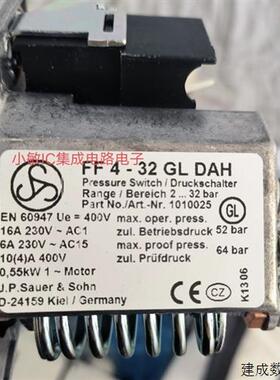 小敏IC集成电路电子
FF 4 - 32 GL DAH
Pressure Switch / Druckschalter
Range / Bereich 2 ... 32 bar
Part No./Art.-Nr. 1010025
GL
EN 60947 Ue = 400V
16A 230V ~ AC1
6A 230V ~ AC15
10(4)A 400V
0,55kW 1 ~ Motor
J.P. Sauer & Sohn
D-24159 Kiel / Germany
max. oper. press.
zul. Betriebsdruck 52 bar
max. proof press.
zul. Prüfdruck 64 bar
CE
CZ
K1306
建成数